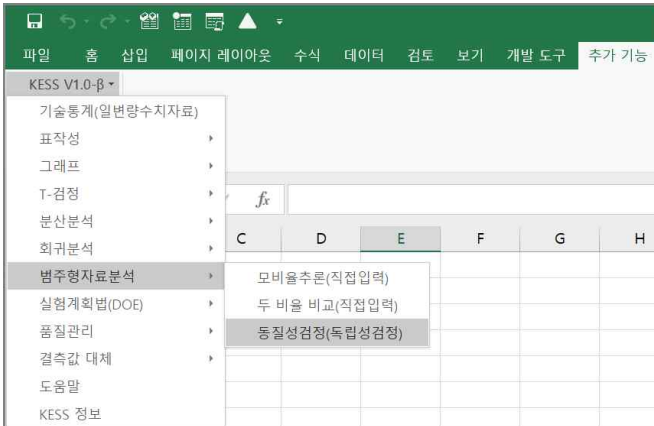 파일 홈 삽입 페이지 레이아웃 수식 데이터 검토 보기 개발 도구 추가 기능
KESS V1.0-β
기술통계(일변량수치자료)
표작성
그래프
T-검정
fx
분산분석
C D E F G H
회귀분석
범주형자료분석
모비율추론(직접입력)
실험계획법(DOE)
두 비율 비교(직접입력)
품질관리
동질성검정(독립성검정)
결측값 대체
도움말
KESS 정보